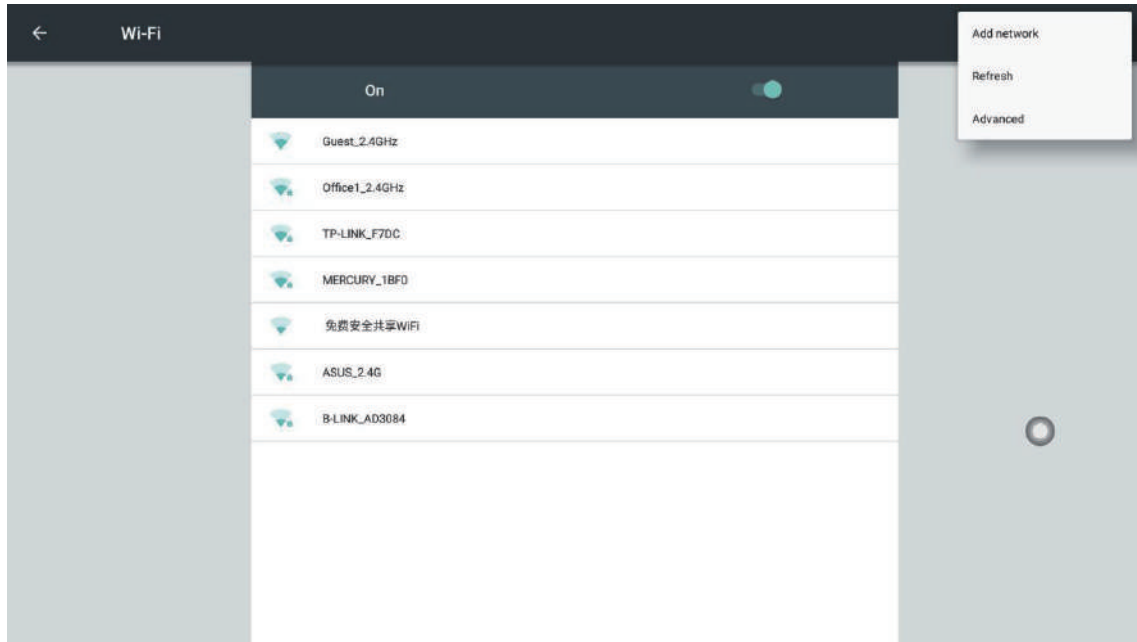 Wi-Fi
Add network
Refresh
Advanced
On
Guest_2.4GHz
Office1_2.4GHz
TP-LINK_F7DC
MERCURY_1BF0
免费安全共享WiFi
ASUS_2.4G
B-LINK_AD3084